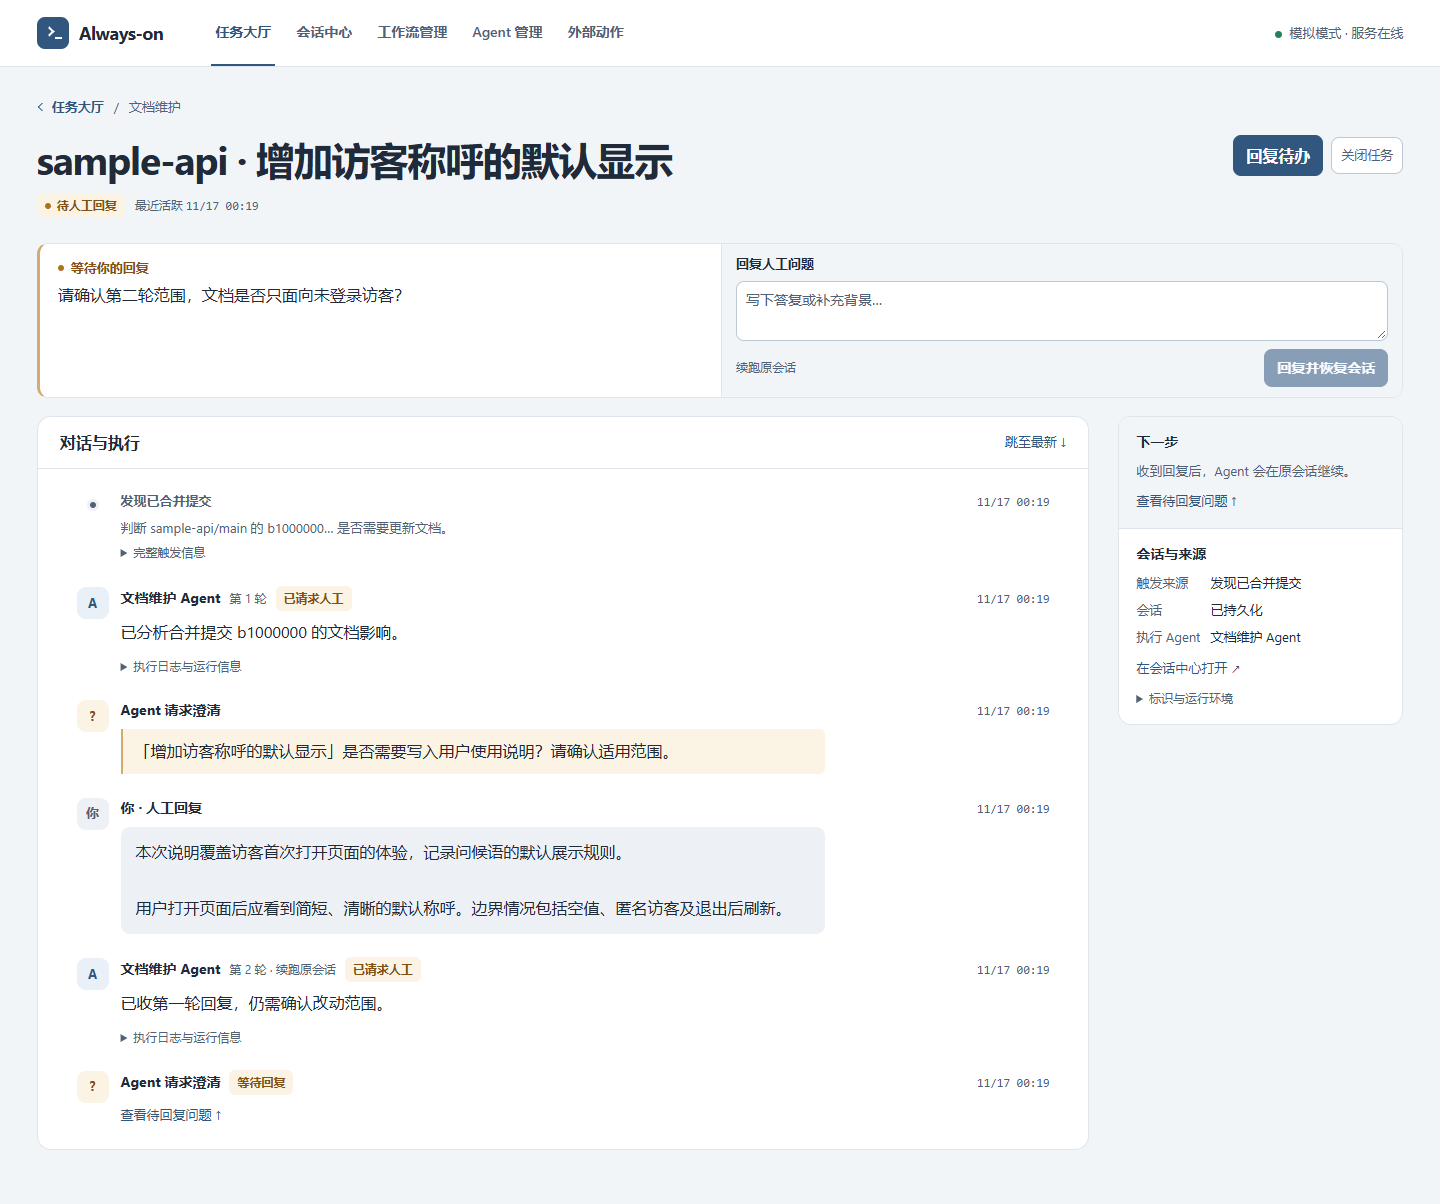 Always-on
任务大厅
会话中心
工作流管理
Agent 管理
外部动作
模拟模式 · 服务在线
任务大厅 / 文档维护
sample-api · 增加访客称呼的默认显示
回复待办
关闭任务
待人工回复 最近活跃 11/17 00:19
等待你的回复
请确认第二轮范围，文档是否只面向未登录访客？
回复人工问题
写下答复或补充背景...
续跑原会话
回复并恢复会话
对话与执行
跳至最新 ↓
发现已合并提交 11/17 00:19
判断 sample-api/main 的 b1000000... 是否需要更新文档。
完整触发信息
A 文档维护 Agent 第 1 轮 已请求人工 11/17 00:19
已分析合并提交 b1000000 的文档影响。
执行日志与运行信息
? Agent 请求澄清 11/17 00:19
「增加访客称呼的默认显示」是否需要写入用户使用说明？请确认适用范围。
你 你 · 人工回复 11/17 00:19
本次说明覆盖访客首次打开页面的体验，记录问候语的默认展示规则。
用户打开页面后应看到简短、清晰的默认称呼。边界情况包括空值、匿名访客及退出后刷新。
A 文档维护 Agent 第 2 轮 · 续跑原会话 已请求人工 11/17 00:19
已收第一轮回复，仍需确认改动范围。
执行日志与运行信息
? Agent 请求澄清 等待回复 11/17 00:19
查看待回复问题 ↑
下一步
收到回复后，Agent 会在原会话继续。
查看待回复问题 ↑
会话与来源
触发来源 发现已合并提交
会话 已持久化
执行 Agent 文档维护 Agent
在会话中心打开 ↗
标识与运行环境